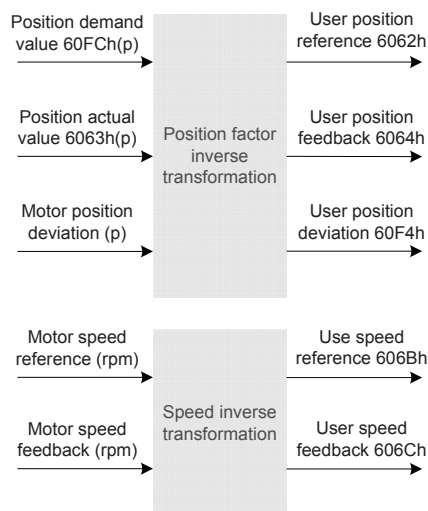 Position demand
value 60FCh(p)
User position
reference 6062h
Position actual
value 6063h(p)
Position factor
inverse
transformation
User position
feedback 6064h
Motor position
deviation (p)
User position
deviation 60F4h
Motor speed
reference (rpm)
Use speed
reference 606Bh
Speed inverse
transformation
Motor speed
feedback (rpm)
User speed
feedback 606Ch